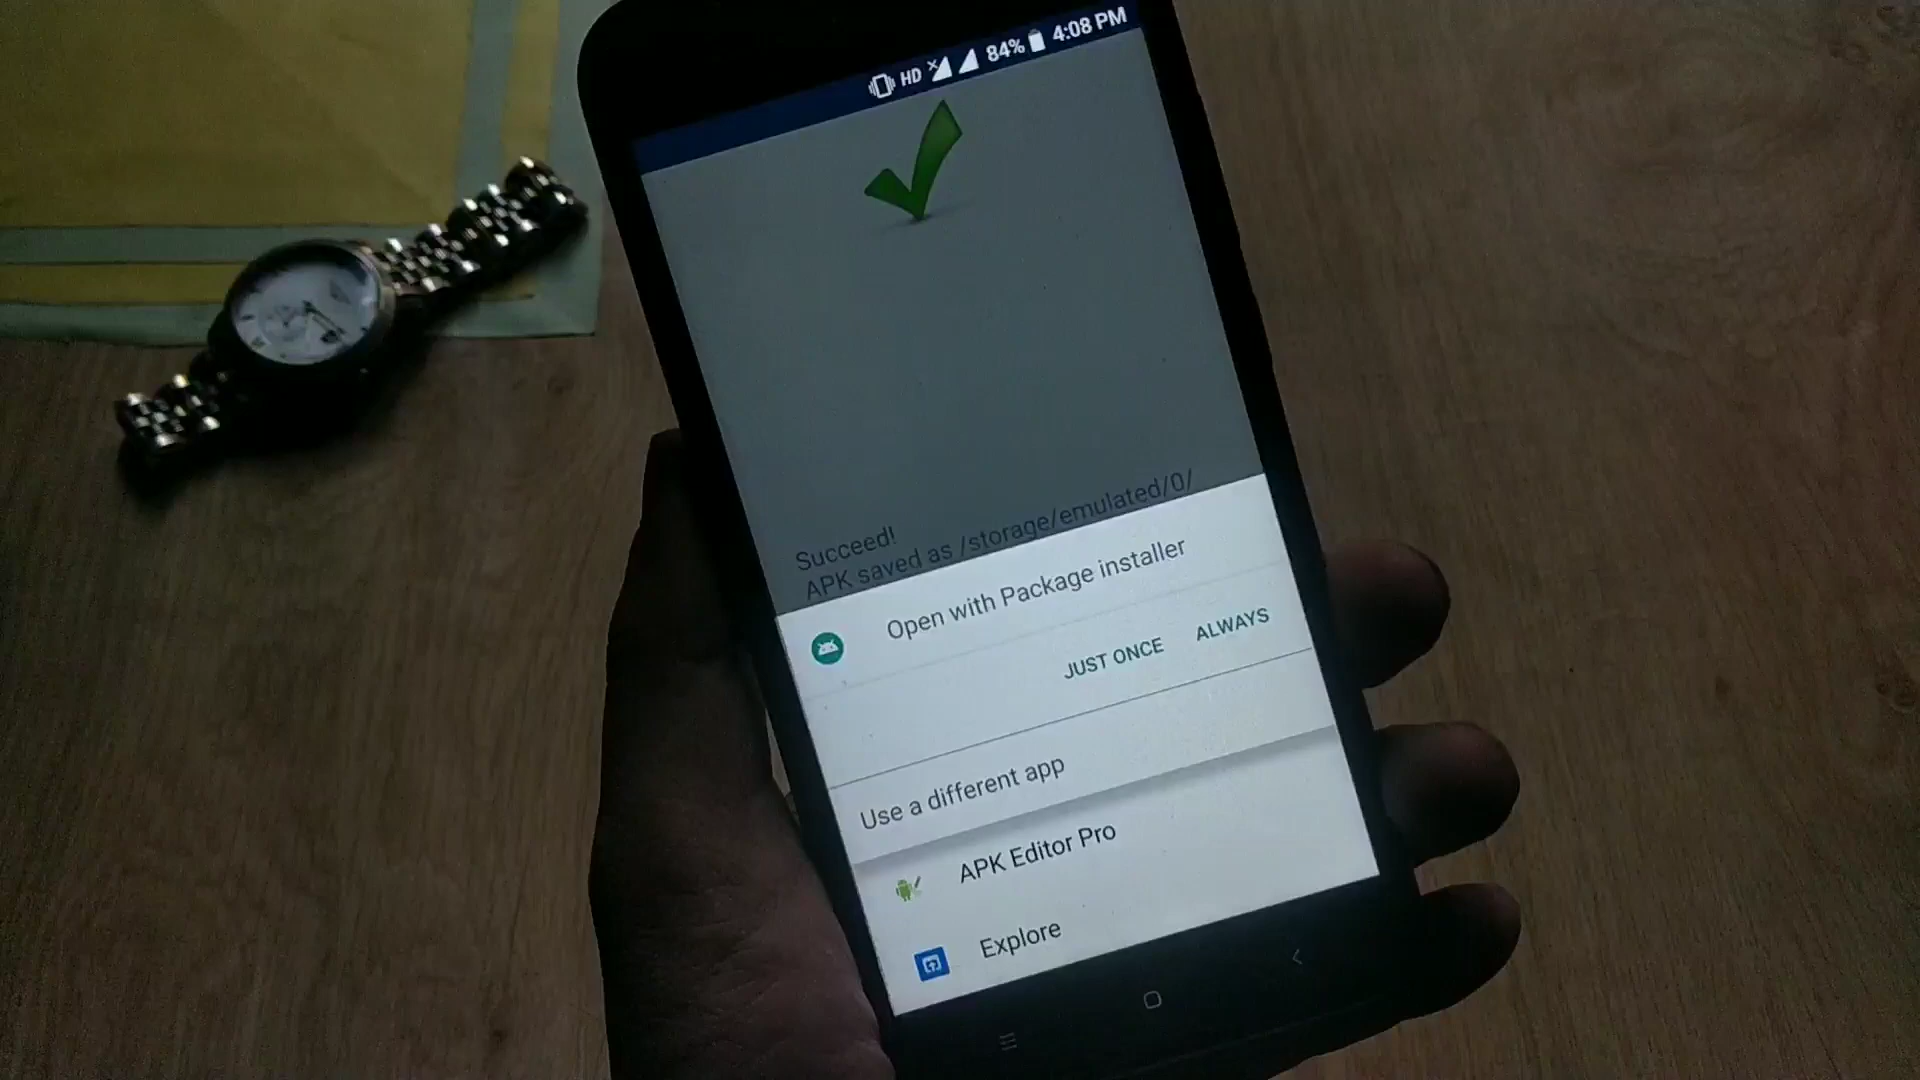 HD 84% 4:08 PM
Succeed!
APK saved as /storage/emulated/0/
Open with Package installer
JUST ONCE ALWAYS
Use a different app
APK Editor Pro
Explore